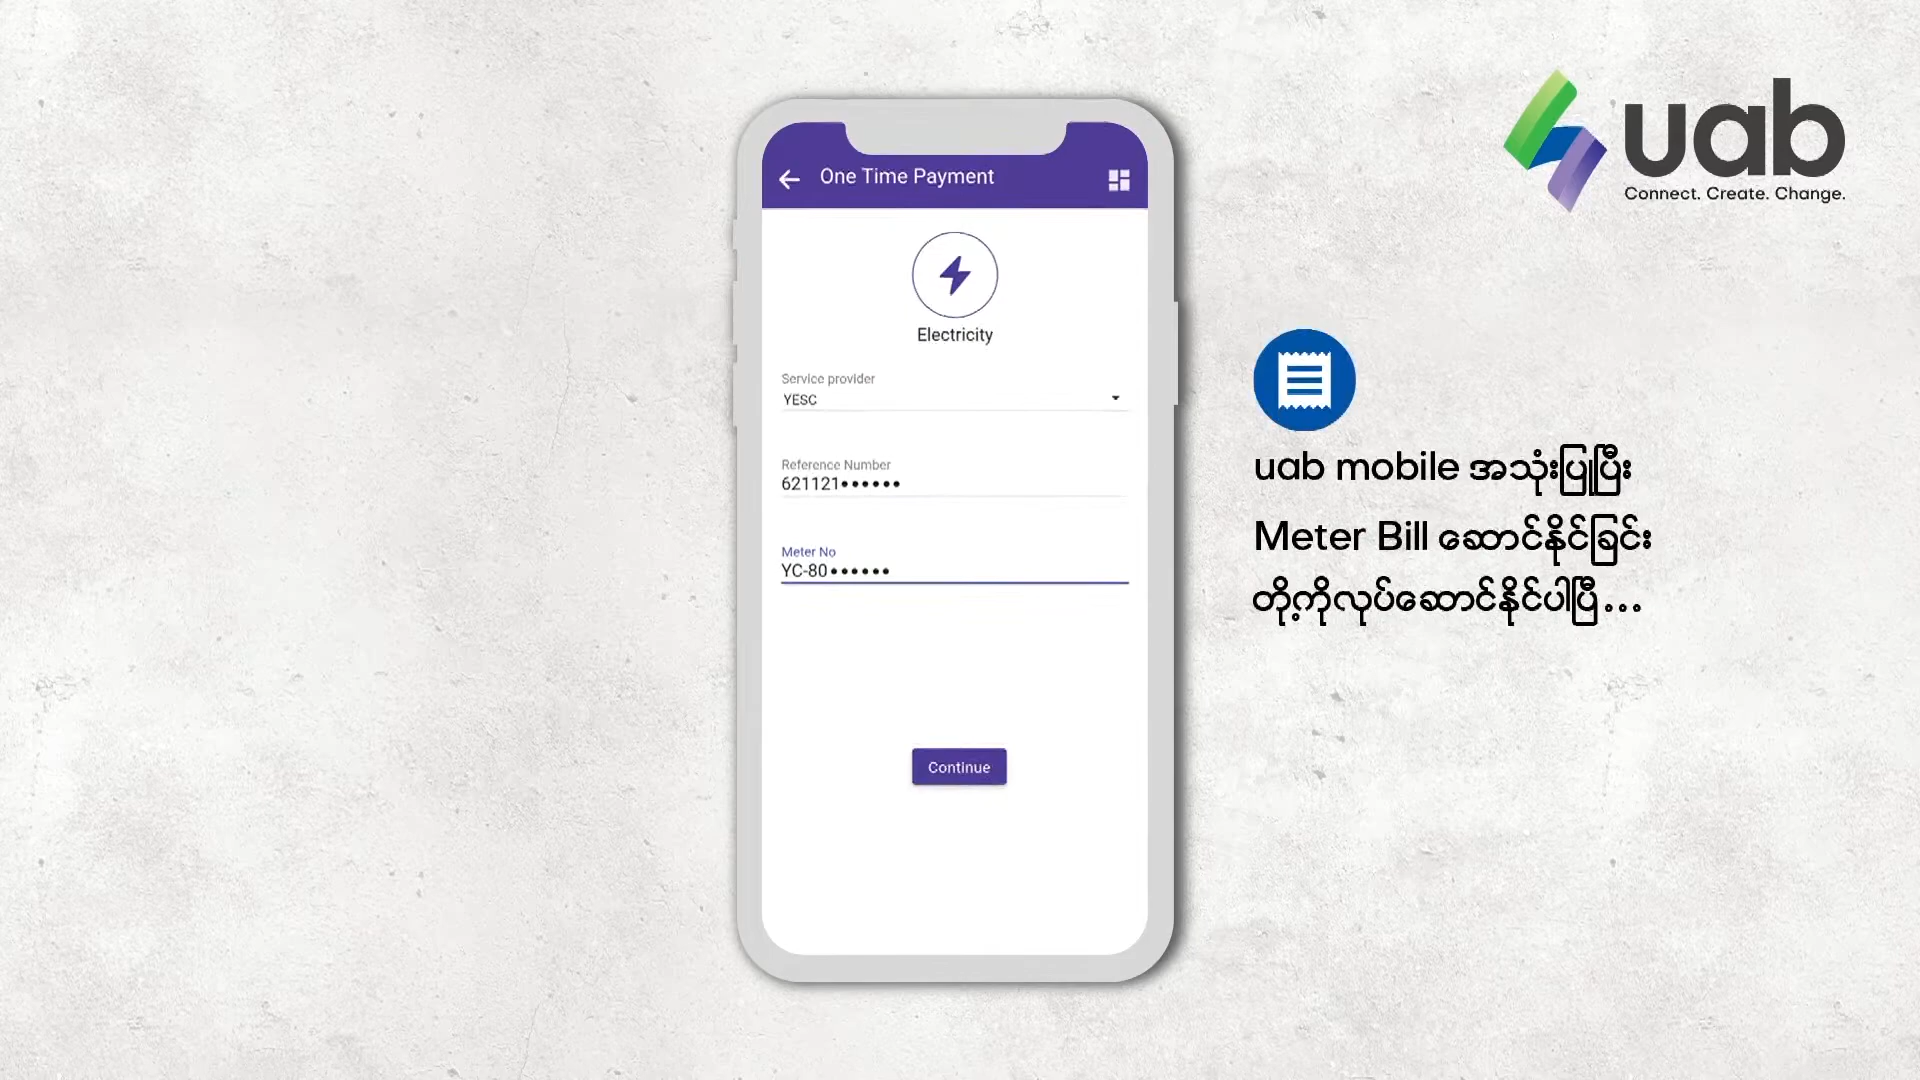 One Time Payment
Electricity
Service provider
YESC
Reference Number
621121••••••
Meter No
YC-80••••••
Continue
uab
Connect. Create. Change.
uab mobile အသုံးပြုပြီး
Meter Bill ဆောင်နိုင်ခြင်း
တို့ကိုလုပ်ဆောင်နိုင်ပါပြီ...